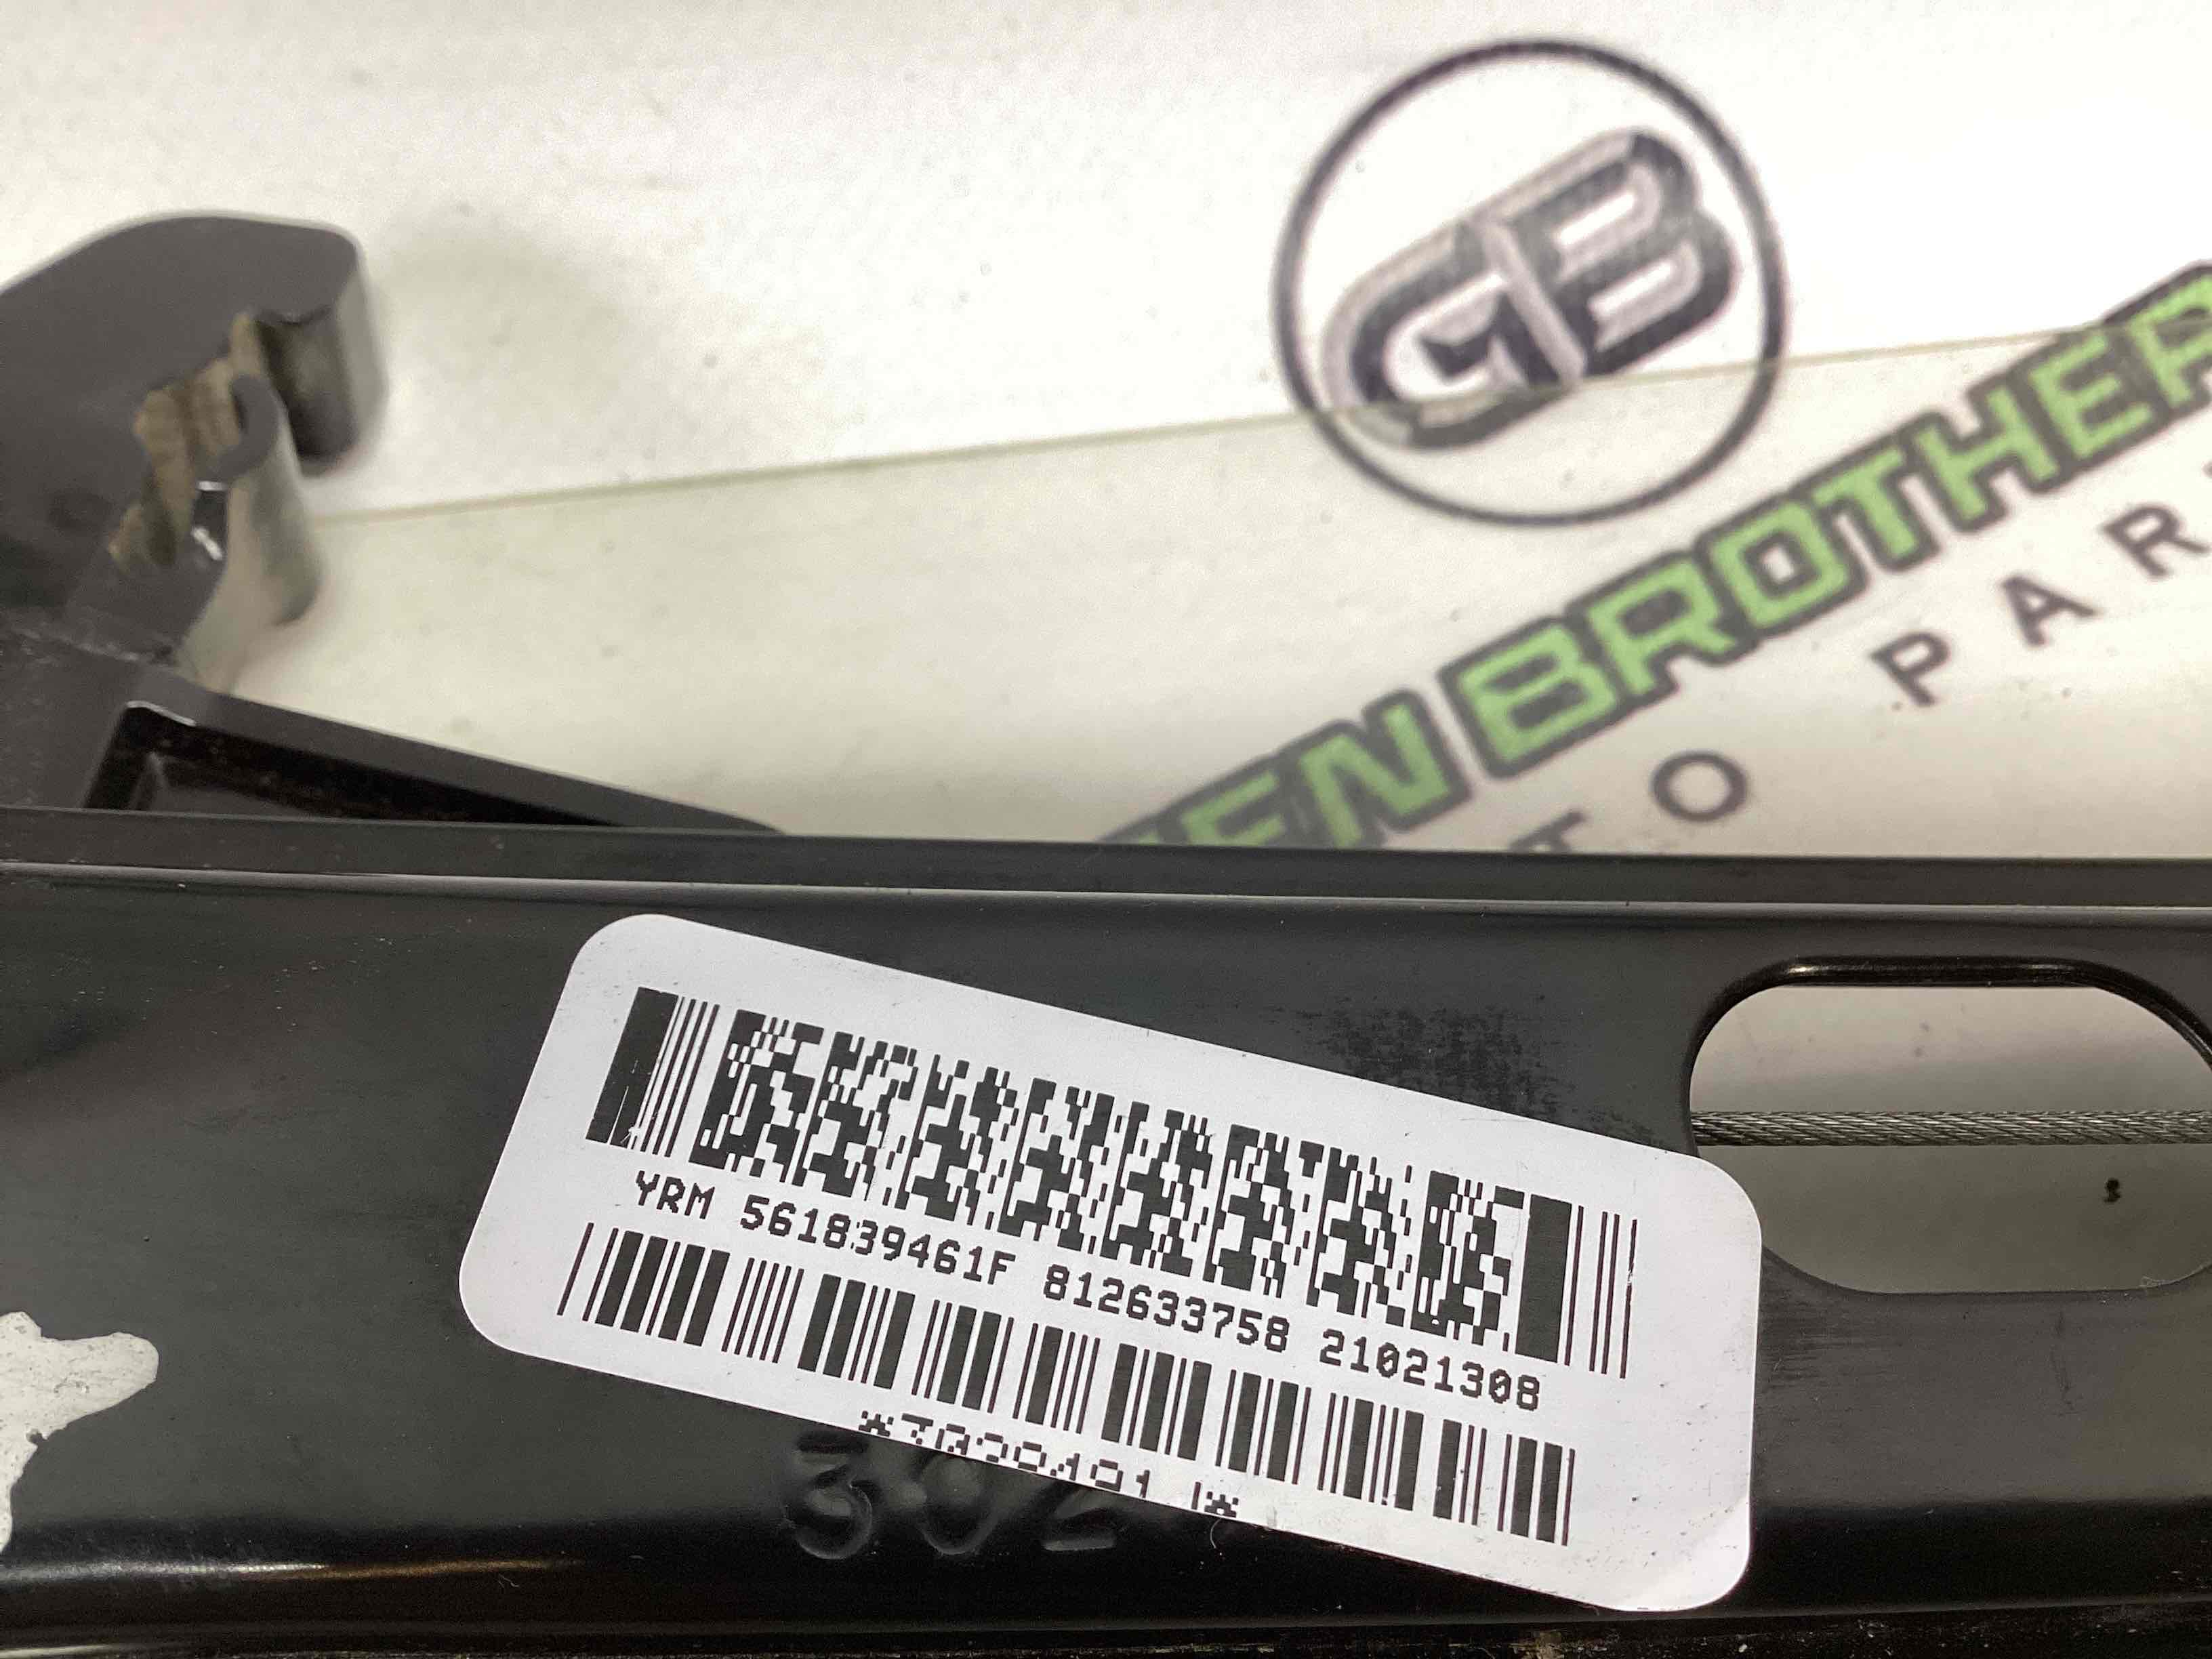 GB
EN BROTHER
TO PAR
YRM 561839461F 812633758 21021308
302